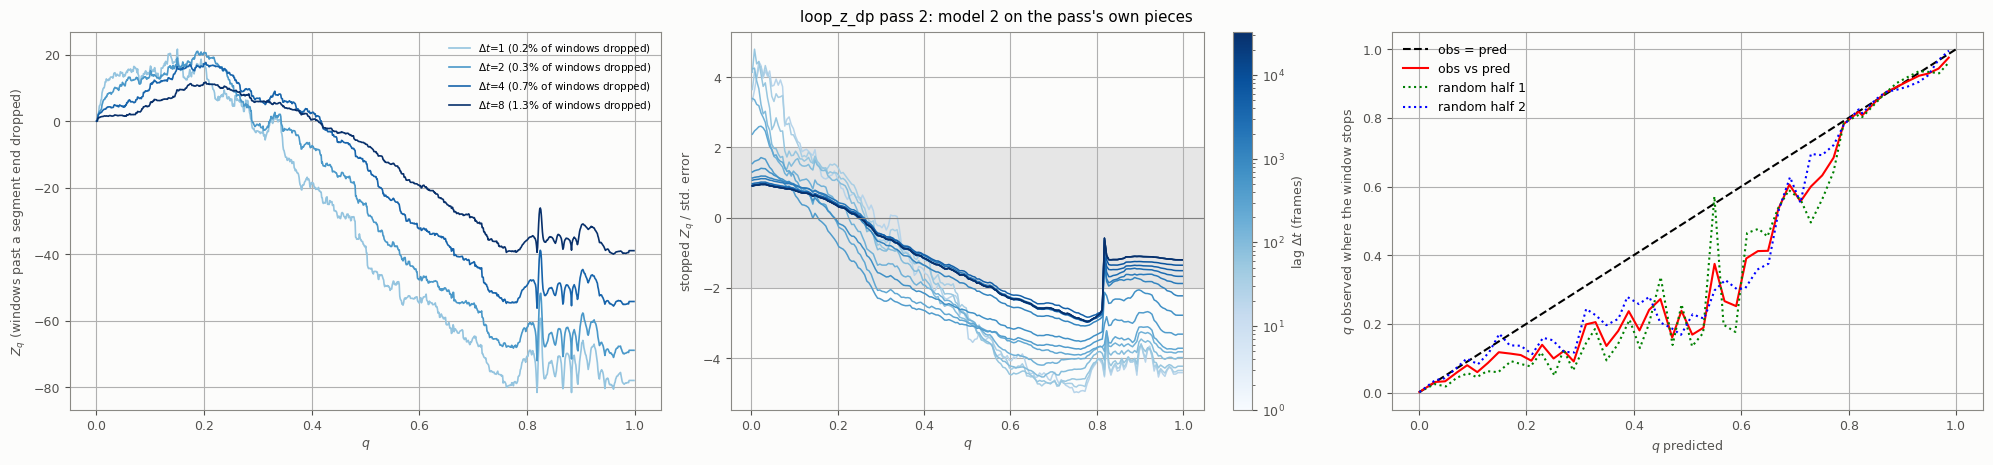 loop_z_dp pass 2: model 2 on the pass's own pieces
Z_q (windows past a segment end dropped)
20
0
−20
−40
−60
−80
0.0 0.2 0.4 0.6 0.8 1.0
q
Δt=1 (0.2% of windows dropped)
Δt=2 (0.3% of windows dropped)
Δt=4 (0.7% of windows dropped)
Δt=8 (1.3% of windows dropped)
stopped Z_q / std. error
4
2
0
−2
−4
0.0 0.2 0.4 0.6 0.8 1.0
q
10^4
10^3
10^2
10^1
10^0
lag Δt (frames)
q observed where the window stops
1.0
0.8
0.6
0.4
0.2
0.0
0.0 0.2 0.4 0.6 0.8 1.0
q predicted
obs = pred
obs vs pred
random half 1
random half 2